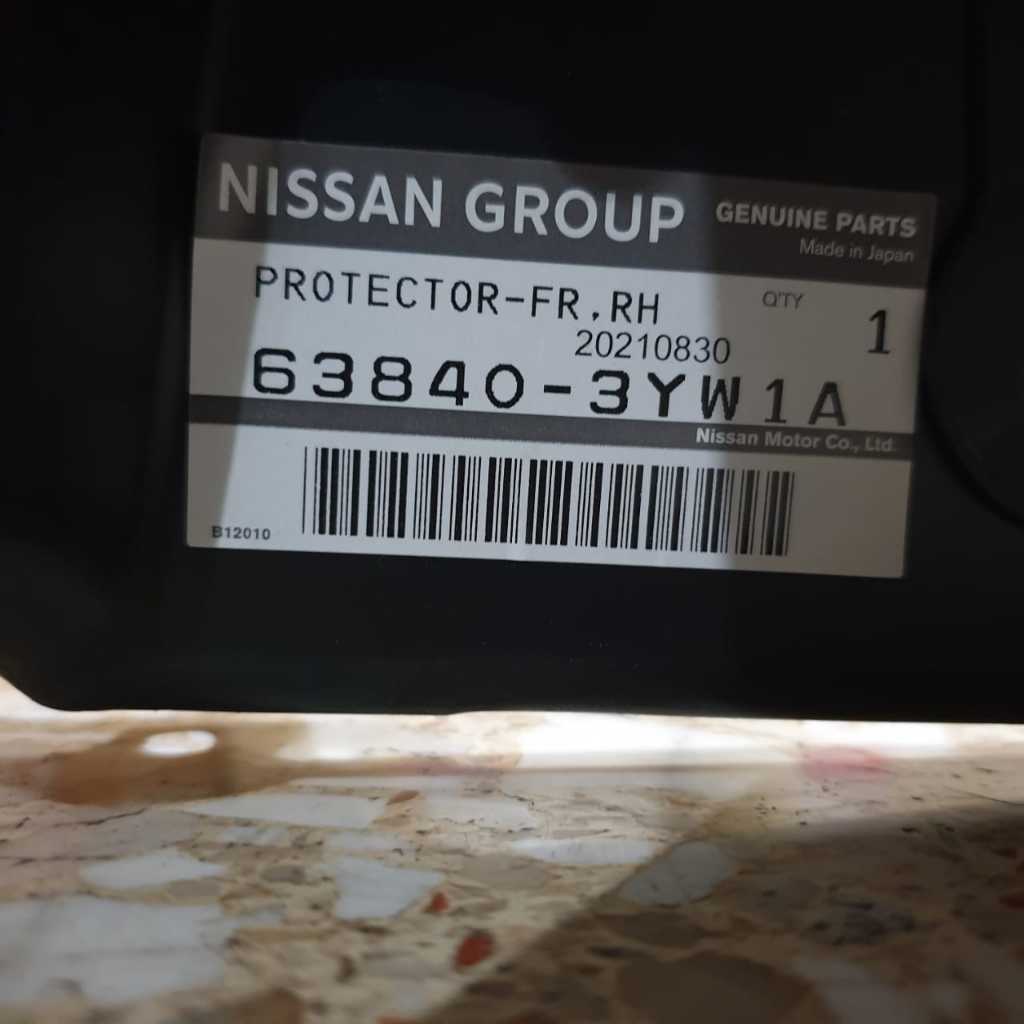 NISSAN GROUP GENUINE PARTS
Made in Japan
PROTECTOR-FR,RH Q'TY 1
20210830
63840-3YW1A
Nissan Motor Co., Ltd.
B12010